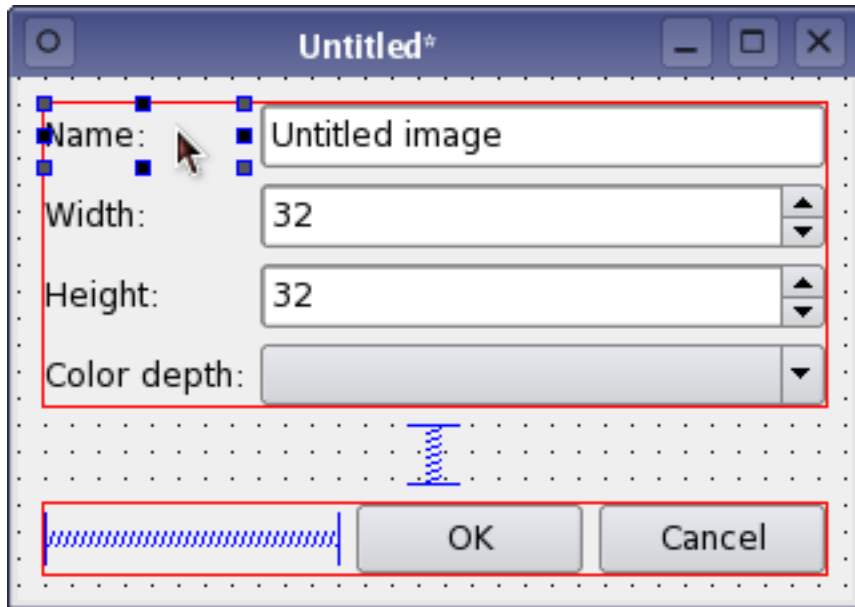 Untitled*
Name: Untitled image
Width: 32
Height: 32
Color depth:
OK Cancel